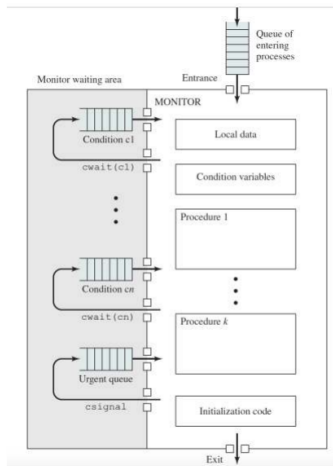 Queue of
entering
processes
Entrance
Monitor waiting area
MONITOR
Condition c1
cwait(c1)
Local data
Condition variables
Procedure 1
Condition cn
cwait(cn)
Procedure k
Urgent queue
csignal
Initialization code
Exit